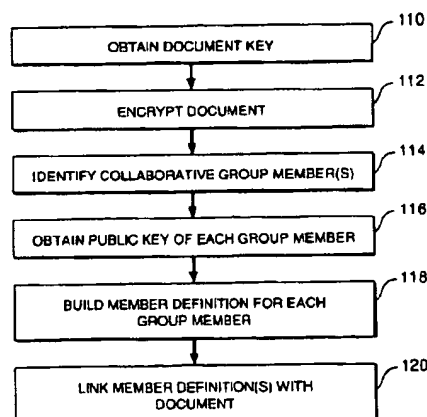 110
OBTAIN DOCUMENT KEY
112
ENCRYPT DOCUMENT
114
IDENTIFY COLLABORATIVE GROUP MEMBER(S)
116
OBTAIN PUBLIC KEY OF EACH GROUP MEMBER
118
BUILD MEMBER DEFINITION FOR EACH
GROUP MEMBER
120
LINK MEMBER DEFINITION(S) WITH
DOCUMENT